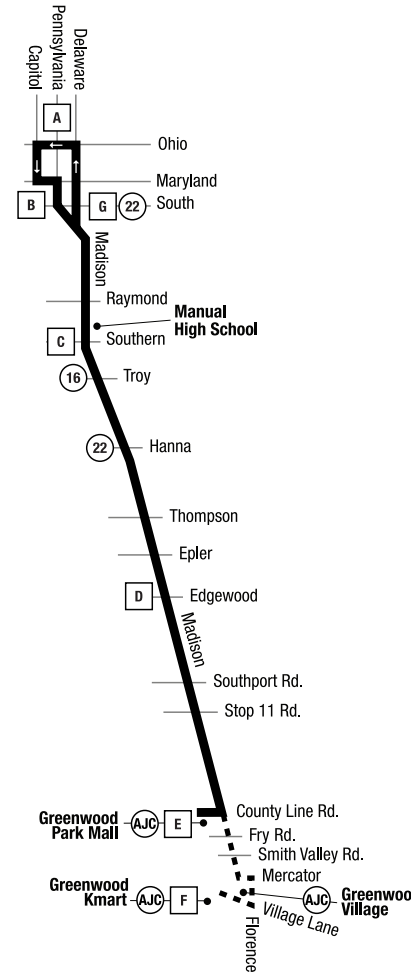 Capitol
Pennsylvania
Delaware
A
Ohio
Maryland
B
G
22
South
Madison
Raymond
Manual
High School
C
Southern
16
Troy
22
Hanna
Thompson
Epler
D
Edgewood
Madison
Southport Rd.
Stop 11 Rd.
County Line Rd.
Greenwood
Park Mall
AJC
E
Fry Rd.
Smith Valley Rd.
Mercator
Greenwood
Kmart
AJC
F
AJC
Greenwoo
Village
Village Lane
Florence